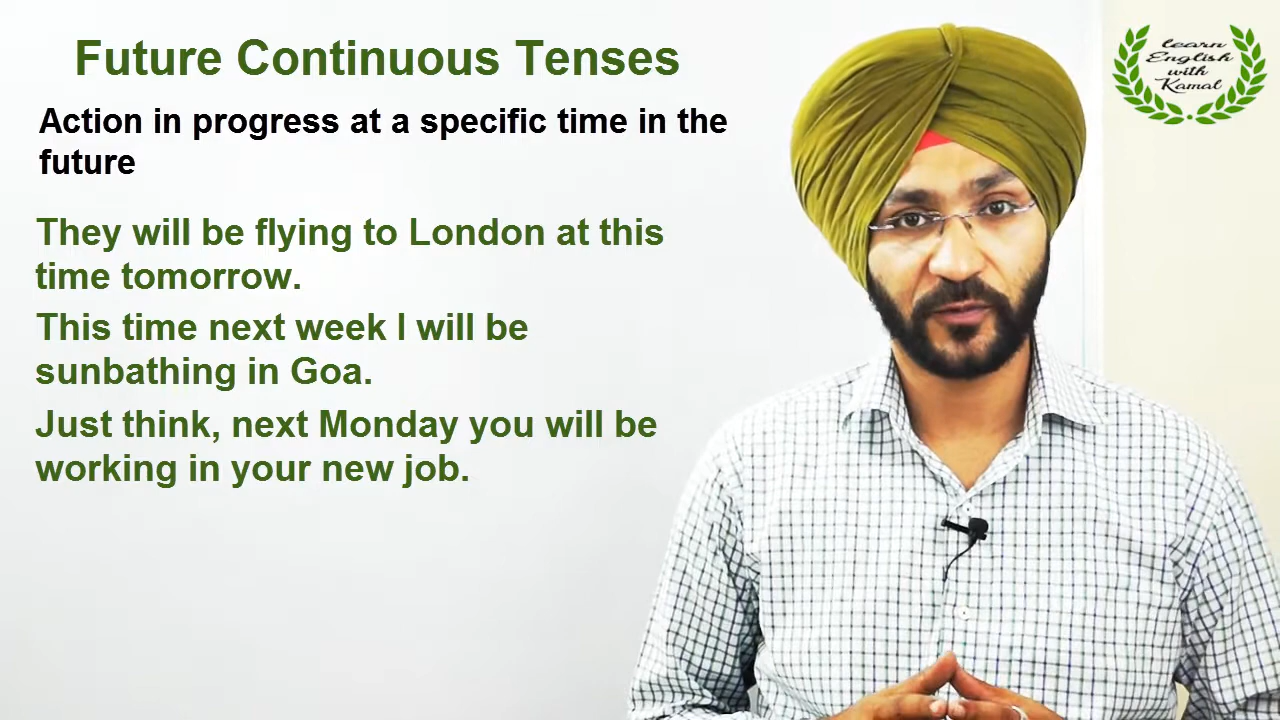 Future Continuous Tenses
Action in progress at a specific time in the
future
They will be flying to London at this
time tomorrow.
This time next week I will be
sunbathing in Goa.
Just think, next Monday you will be
working in your new job.
learn
English
with
Kamal